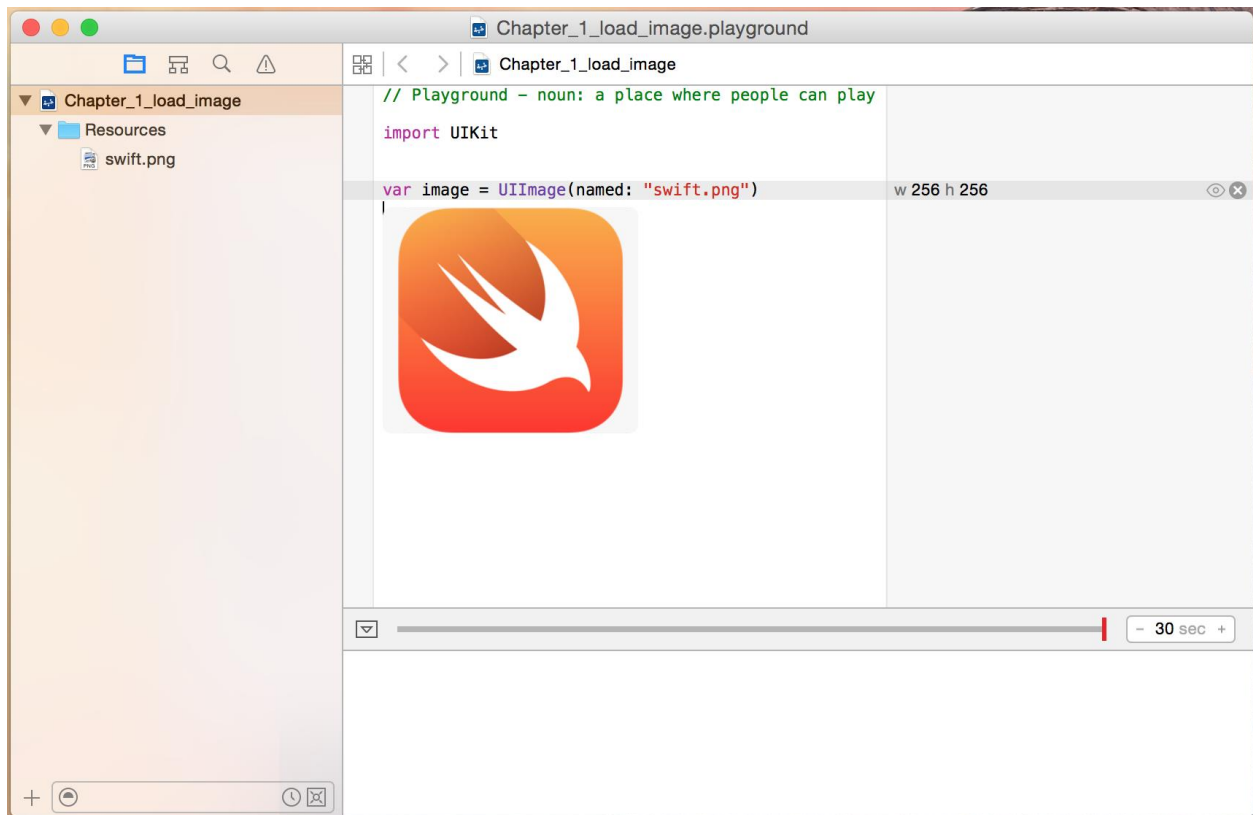 Chapter_1_load_image.playground
Chapter_1_load_image
Chapter_1_load_image
Resources
PNG
swift.png
// Playground – noun: a place where people can play
import UIKit
var image = UIImage(named: "swift.png")
w 256 h 256
- 30 sec +